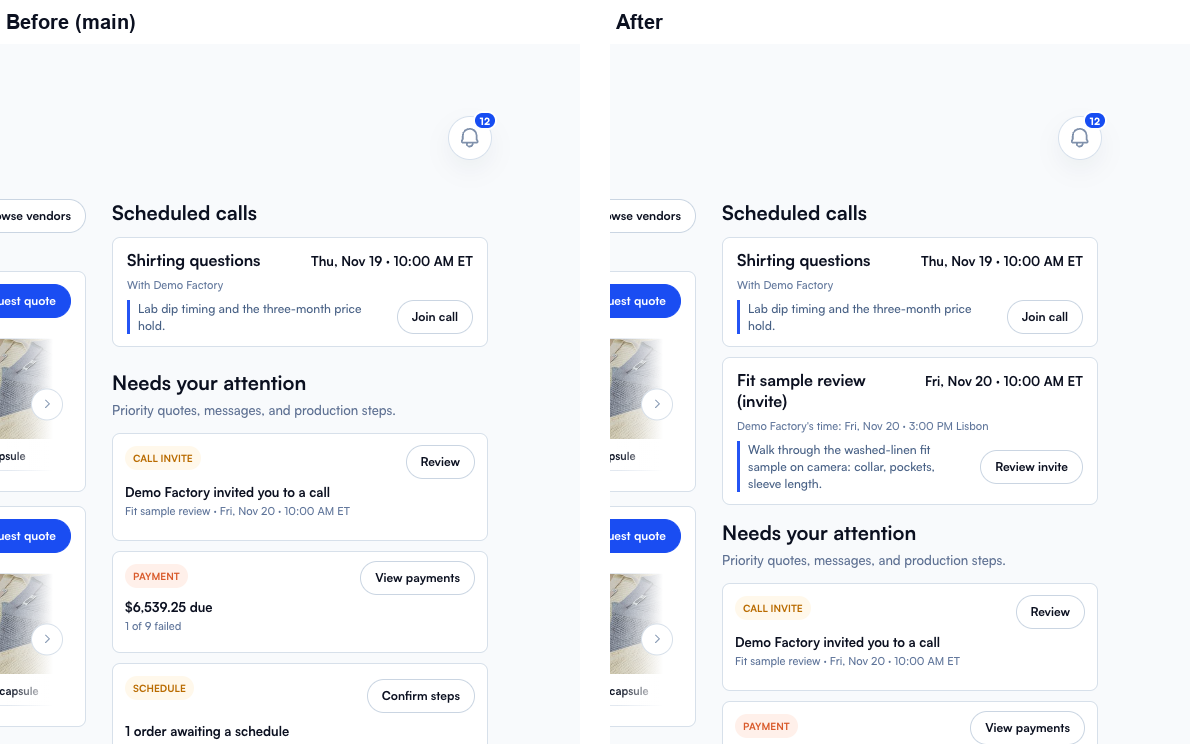 Before (main)
12
wse vendors
Scheduled calls
Shirting questions
Thu, Nov 19 · 10:00 AM ET
With Demo Factory
Lab dip timing and the three-month price
hold.
Join call
uest quote
psule
Needs your attention
Priority quotes, messages, and production steps.
CALL INVITE
Review
Demo Factory invited you to a call
Fit sample review · Fri, Nov 20 · 10:00 AM ET
uest quote
PAYMENT
View payments
$6,539.25 due
1 of 9 failed
capsule
SCHEDULE
Confirm steps
1 order awaiting a schedule
After
12
owse vendors
Scheduled calls
Shirting questions
Thu, Nov 19 · 10:00 AM ET
With Demo Factory
Lab dip timing and the three-month price
hold.
Join call
uest quote
Fit sample review
(invite)
Fri, Nov 20 · 10:00 AM ET
Demo Factory's time: Fri, Nov 20 · 3:00 PM Lisbon
Walk through the washed-linen fit
sample on camera: collar, pockets,
sleeve length.
Review invite
psule
Needs your attention
Priority quotes, messages, and production steps.
uest quote
CALL INVITE
Review
Demo Factory invited you to a call
Fit sample review · Fri, Nov 20 · 10:00 AM ET
capsule
PAYMENT
View payments